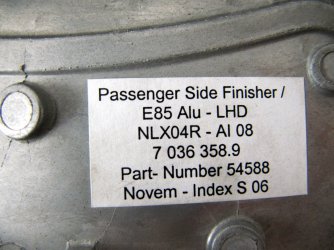 Passenger Side Finisher /
E85 Alu - LHD
NLX04R - Al 08
7 036 358.9
Part- Number 54588
Novem - Index S 06